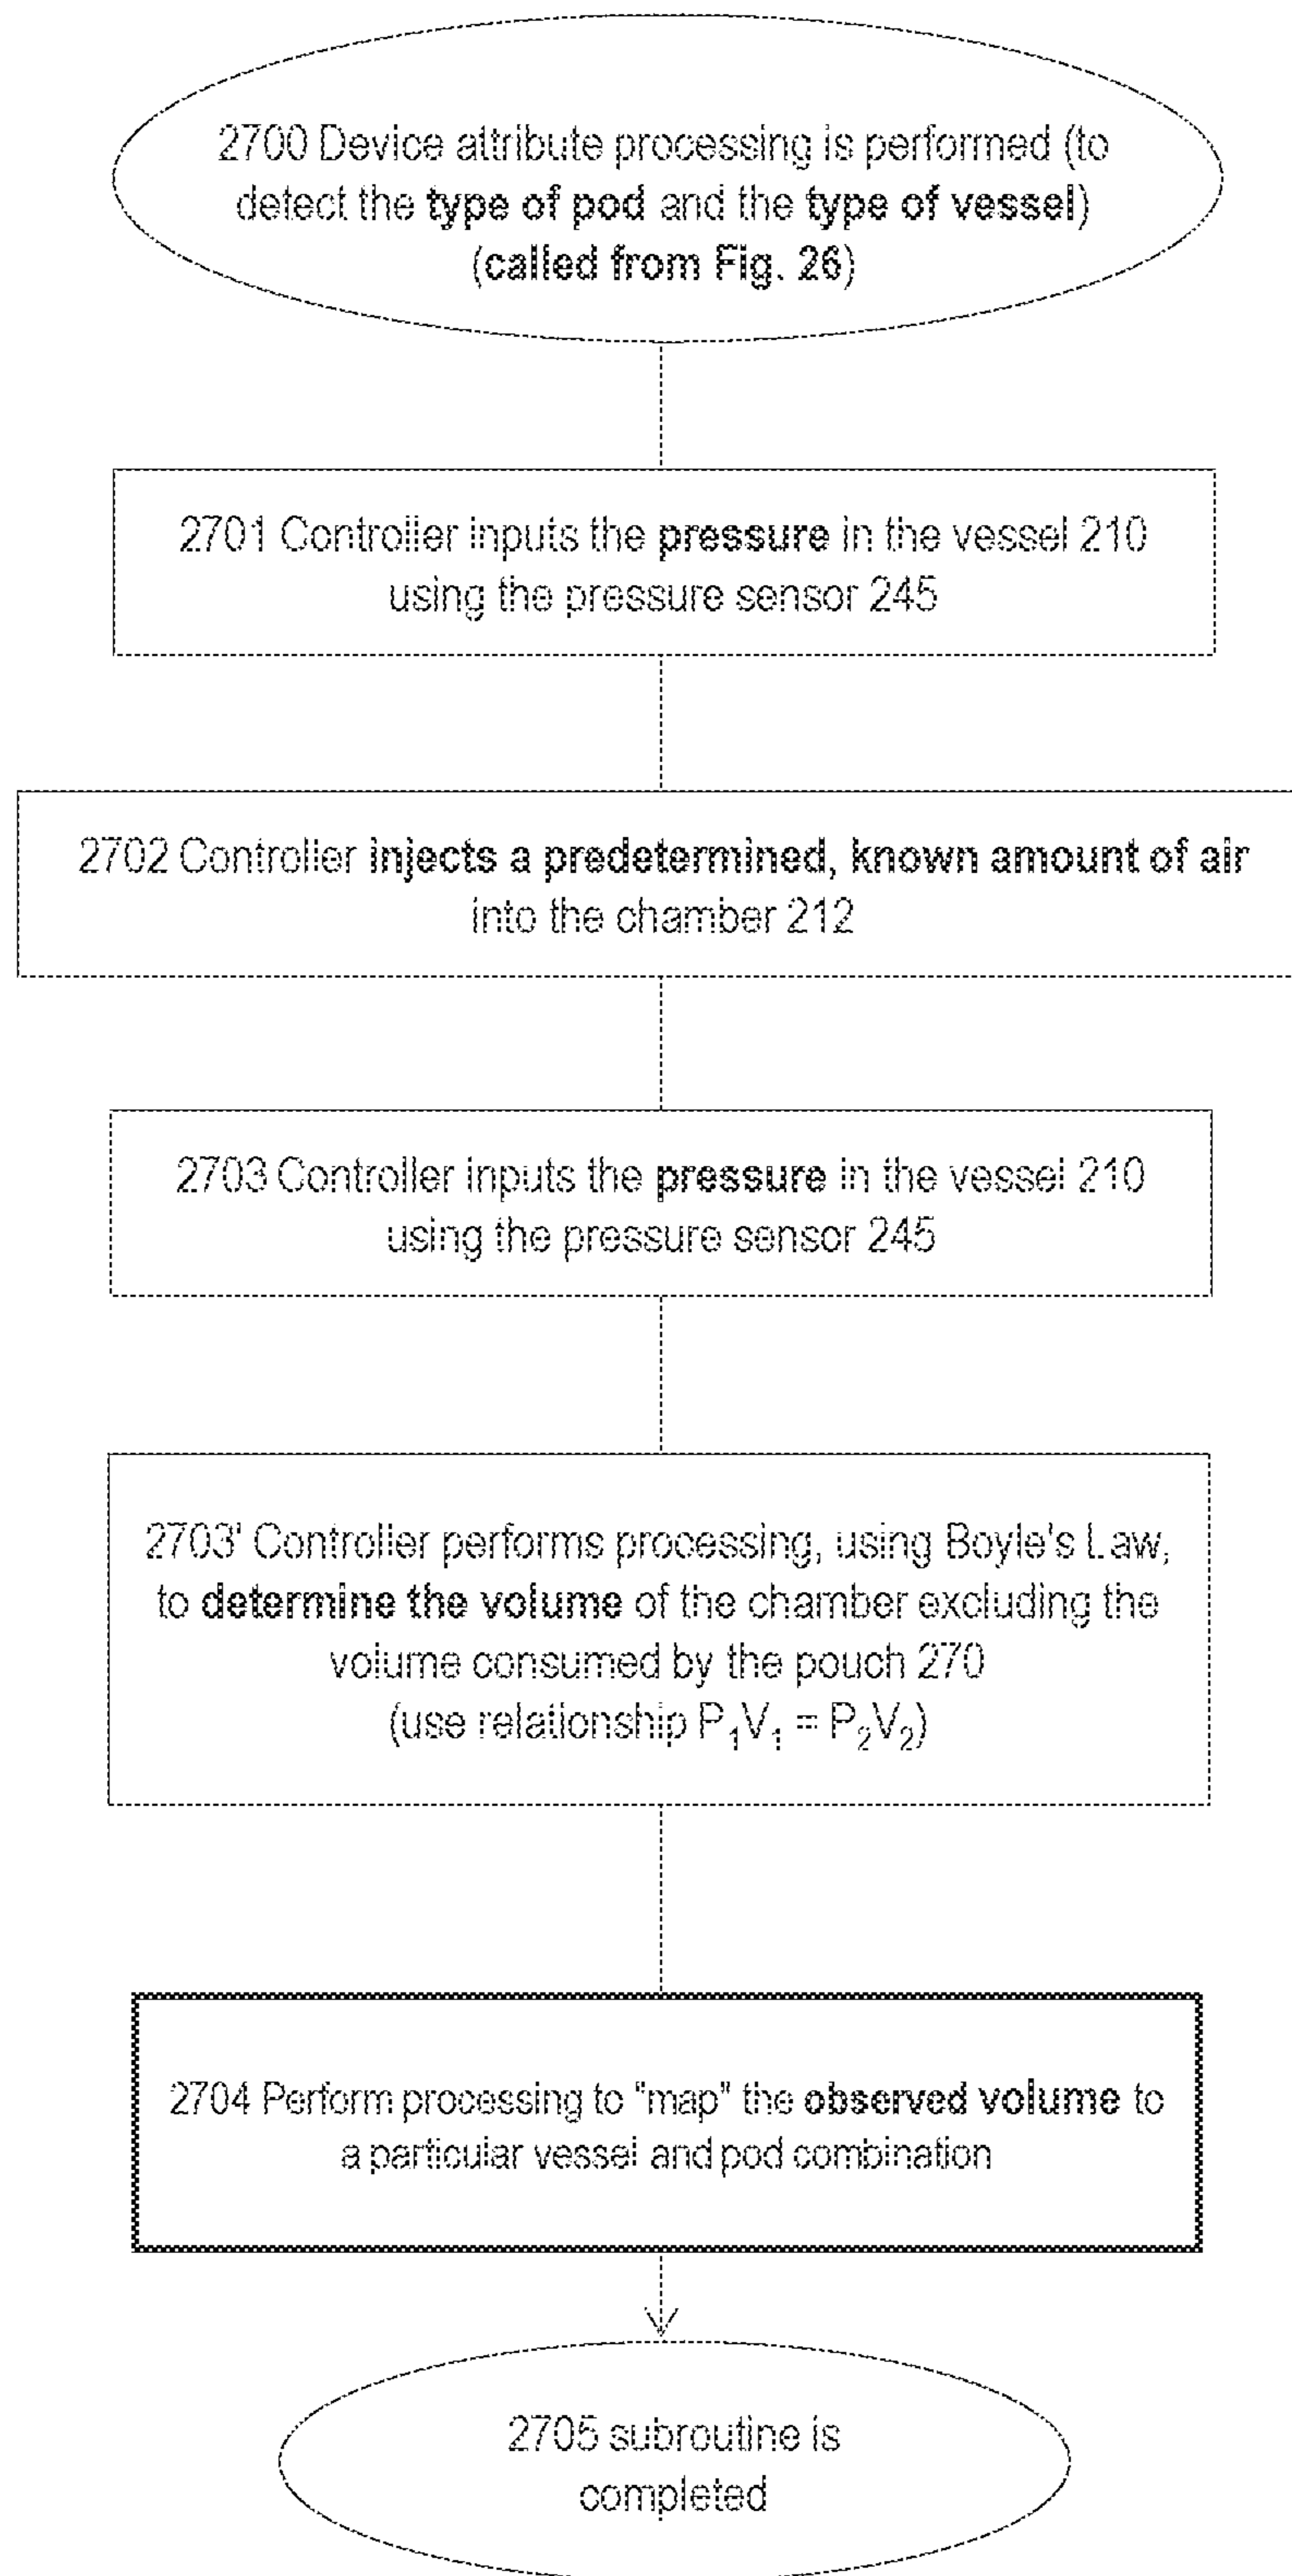 2700 Device attribute processing is performed (to
detect the type of pod and the type of vessel)
(called from Fig. 26)
2701 Controller inputs the pressure in the vessel 210
using the pressure sensor 245
2702 Controller injects a predetermined, known amount of air
into the chamber 212
2703 Controller inputs the pressure in the vessel 210
using the pressure sensor 245
2703' Controller performs processing, using Boyle's Law,
to determine the volume of the chamber excluding the
volume consumed by the pouch 270
(use relationship P₁V₁ = P₂V₂)
2704 Perform processing to "map" the observed volume to
a particular vessel and pod combination
2705 subroutine is
completed